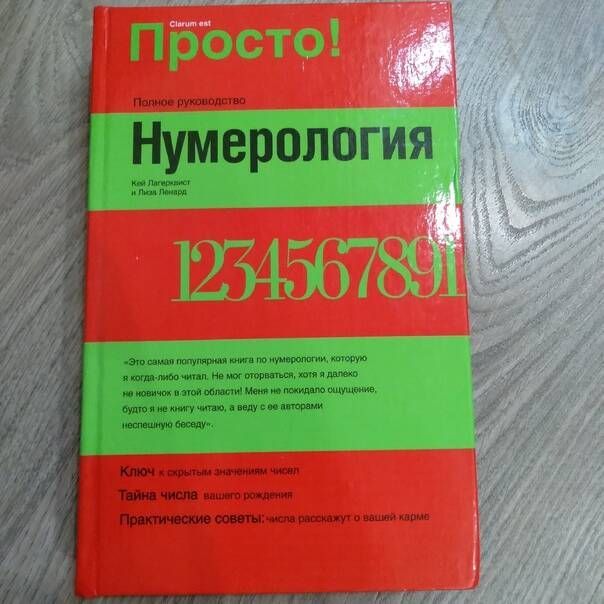 Clarum est
Просто!
Полное руководство
Нумерология
Кей Лагерквист
и Лиза Ленард
1234567891
«Это самая популярная книга по нумерологии, которую
я когда-либо читал. Не мог оторваться, хотя я далеко
не новичок в этой области! Меня не покидало ощущение,
будто я не книгу читаю, а веду с ее авторами
неспешную беседу».
Ключ к скрытым значениям чисел
Тайна числа вашего рождения
Практические советы: числа расскажут о вашей карме